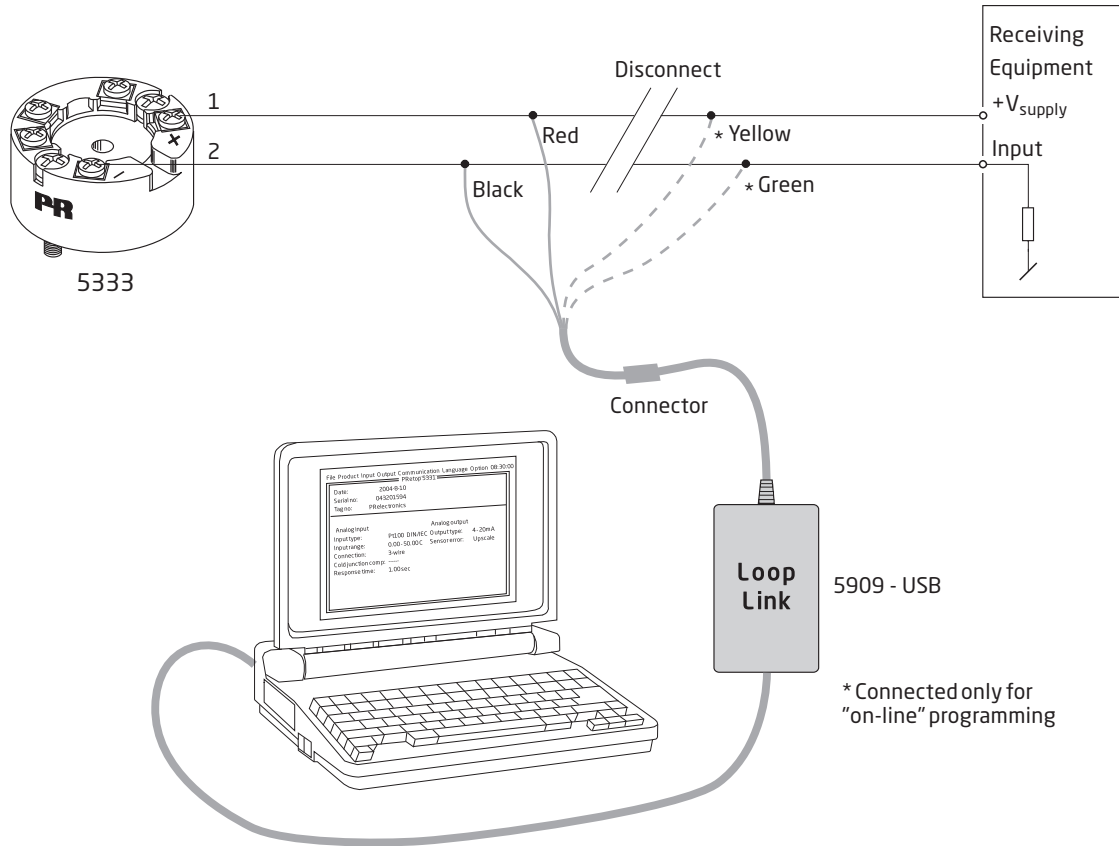 Receiving
Equipment
+Vsupply
Input
Disconnect
1
2
Red
* Yellow
Black
* Green
+
-
PR
5333
Connector
File Product Input Output Communication Language Option 08:30:00
PRetop 5331
Date: 2004-8-10
Serial no: 043201594
Tag no: PR electronics
Analog input Analog output
Input type: Pt100 DIN/IEC Output type: 4-20mA
Input range: 0.00-50.00C Sensor error: Upscale
Connection: 3-wire
Cold junction comp: -----
Response time: 1.00 sec
Loop
Link
5909 - USB
* Connected only for
"on-line" programming